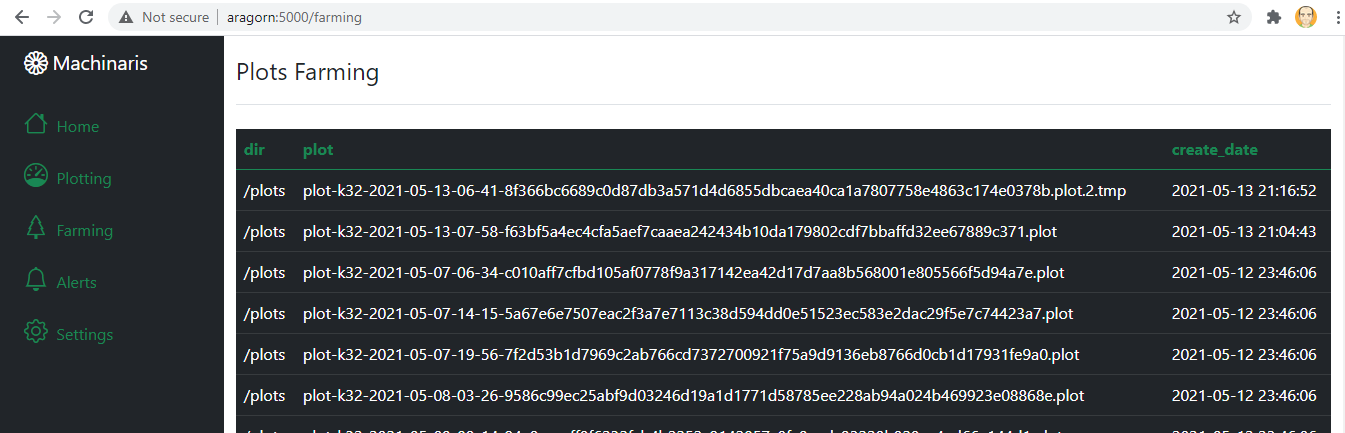 Not secure | aragorn:5000/farming
Machinaris
Home
Plotting
Farming
Alerts
Settings
Plots Farming
dir plot create_date
/plots plot-k32-2021-05-13-06-41-8f366bc6689c0d87db3a571d4d6855dbcaea40ca1a7807758e4863c174e0378b.plot.2.tmp 2021-05-13 21:16:52
/plots plot-k32-2021-05-13-07-58-f63bf5a4ec4cfa5aef7caaea242434b10da179802cdf7bbaffd32ee67889c371.plot 2021-05-13 21:04:43
/plots plot-k32-2021-05-07-06-34-c010aff7cfbd105af0778f9a317142ea42d17d7aa8b568001e805566f5d94a7e.plot 2021-05-12 23:46:06
/plots plot-k32-2021-05-07-14-15-5a67e6e7507eac2f3a7e7113c38d594dd0e51523ec583e2dac29f5e7c74423a7.plot 2021-05-12 23:46:06
/plots plot-k32-2021-05-07-19-56-7f2d53b1d7969c2ab766cd7372700921f75a9d9136eb8766d0cb1d17931fe9a0.plot 2021-05-12 23:46:06
/plots plot-k32-2021-05-08-03-26-9586c99ec25abf9d03246d19a1d1771d58785ee228ab94a024b469923e08868e.plot 2021-05-12 23:46:06